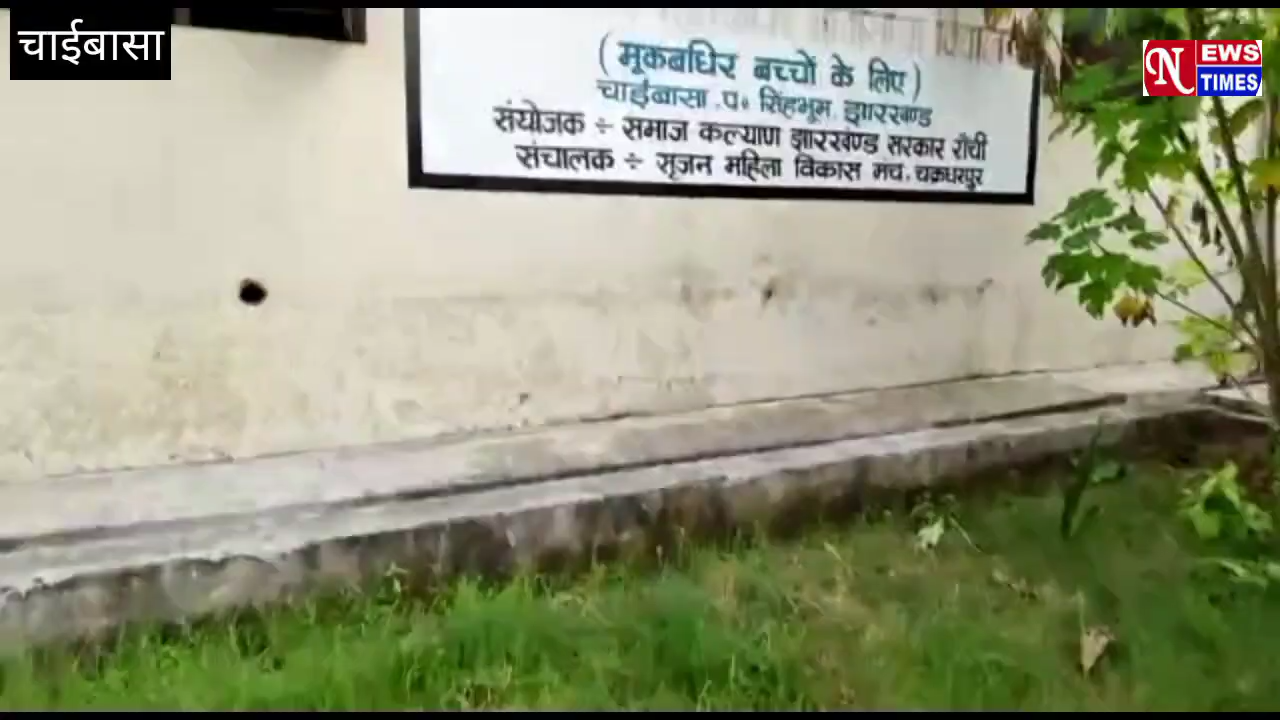 चाईबासा
NEWS
TIMES
(मूकबधिर बच्चों के लिए)
चाईबासा, प० सिंहभूम, झारखण्ड
संयोजक ÷ समाज कल्याण झारखण्ड सरकार राँची
संचालक ÷ सृजन महिला विकास मंच, चक्रधरपुर